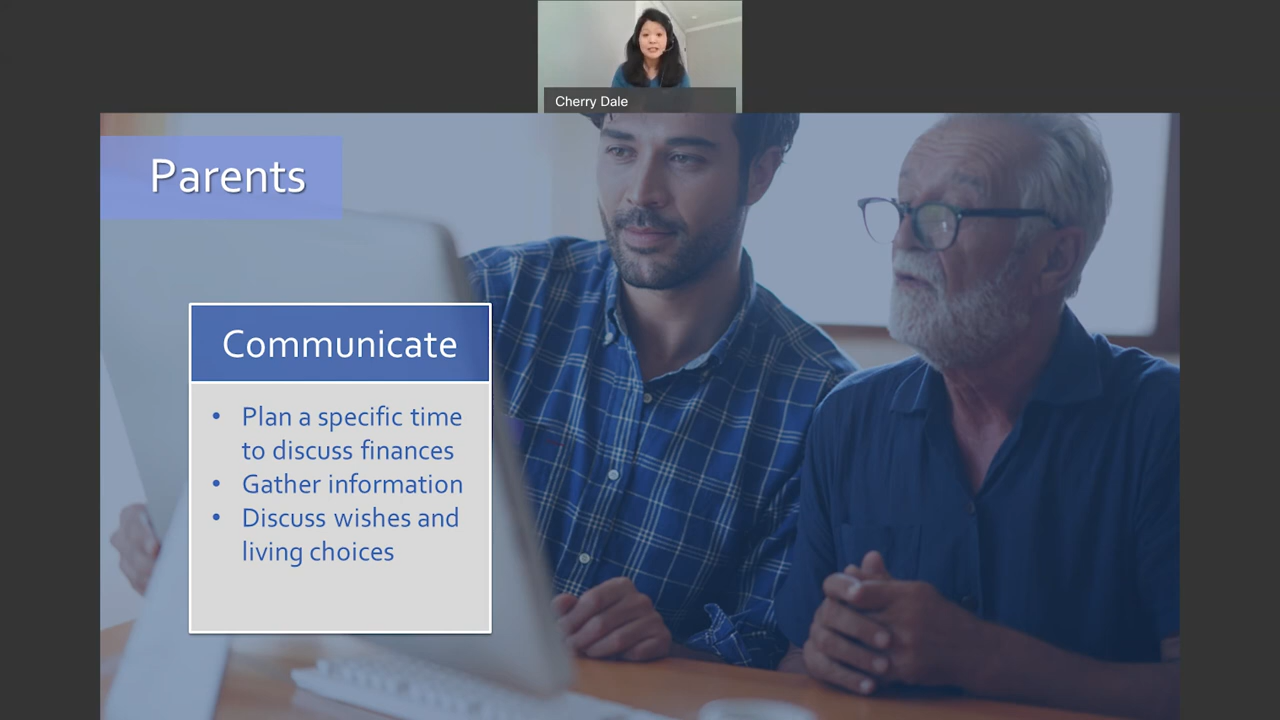 Cherry Dale
Parents
Communicate
• Plan a specific time
to discuss finances
• Gather information
• Discuss wishes and
living choices